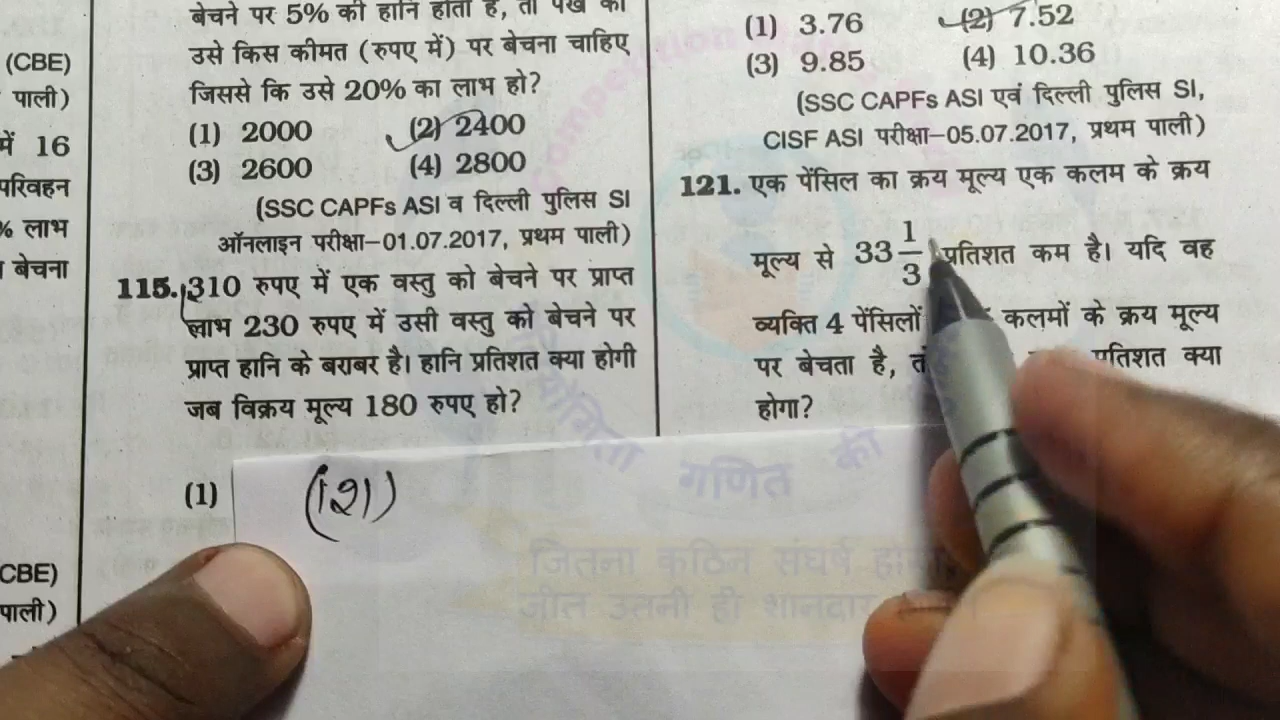 (CBE)
पाली)
में 16
परिवहन
% लाभ
बेचना
CBE)
पाली)
बेचने पर 5% की हानि होती है, तो पंखे को
उसे किस कीमत (रुपए में) पर बेचना चाहिए
जिससे कि उसे 20% का लाभ हो?
(1) 2000 (2) 2400
(3) 2600 (4) 2800
(SSC CAPFs ASI व दिल्ली पुलिस SI
ऑनलाइन परीक्षा–01.07.2017, प्रथम पाली)
115. 310 रुपए में एक वस्तु को बेचने पर प्राप्त
लाभ 230 रुपए में उसी वस्तु को बेचने पर
प्राप्त हानि के बराबर है। हानि प्रतिशत क्या होगी
जब विक्रय मूल्य 180 रुपए हो?
(1)
(121)
(1) 3.76 (2) 7.52
(3) 9.85 (4) 10.36
(SSC CAPFs ASI एवं दिल्ली पुलिस SI,
CISF ASI परीक्षा–05.07.2017, प्रथम पाली)
121. एक पेंसिल का क्रय मूल्य एक कलम के क्रय
मूल्य से 33 1/3 प्रतिशत कम है। यदि वह
व्यक्ति 4 पेंसिलों कलमों के क्रय मूल्य
पर बेचता है, प्रतिशत क्या
होगा?
गणित की
जितना कठिन संघर्ष
जीत उतनी ही शानदार